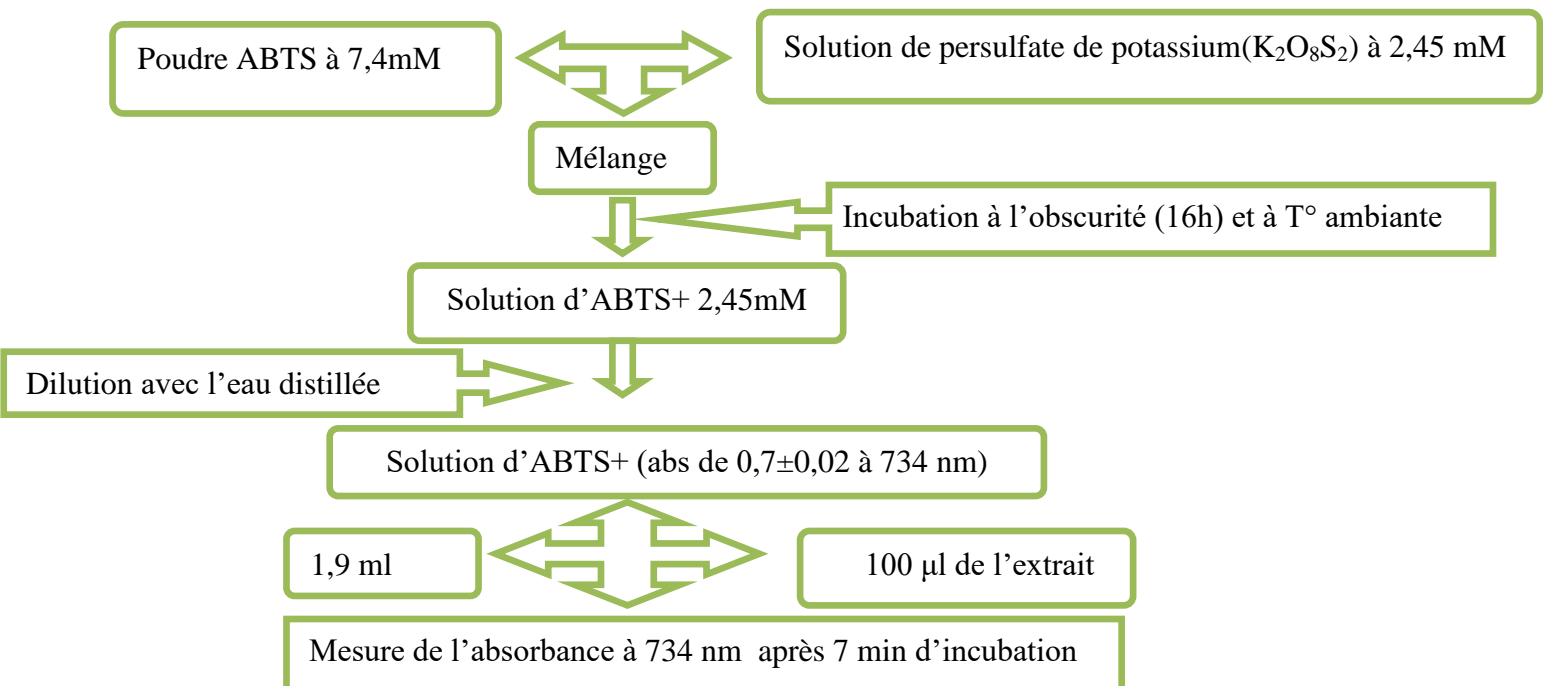 Poudre ABTS à 7,4mM
Solution de persulfate de potassium(K₂O₈S₂) à 2,45 mM
Mélange
Incubation à l’obscurité (16h) et à T° ambiante
Solution d’ABTS+ 2,45mM
Dilution avec l’eau distillée
Solution d’ABTS+ (abs de 0,7±0,02 à 734 nm)
1,9 ml
100 µl de l’extrait
Mesure de l’absorbance à 734 nm après 7 min d’incubation